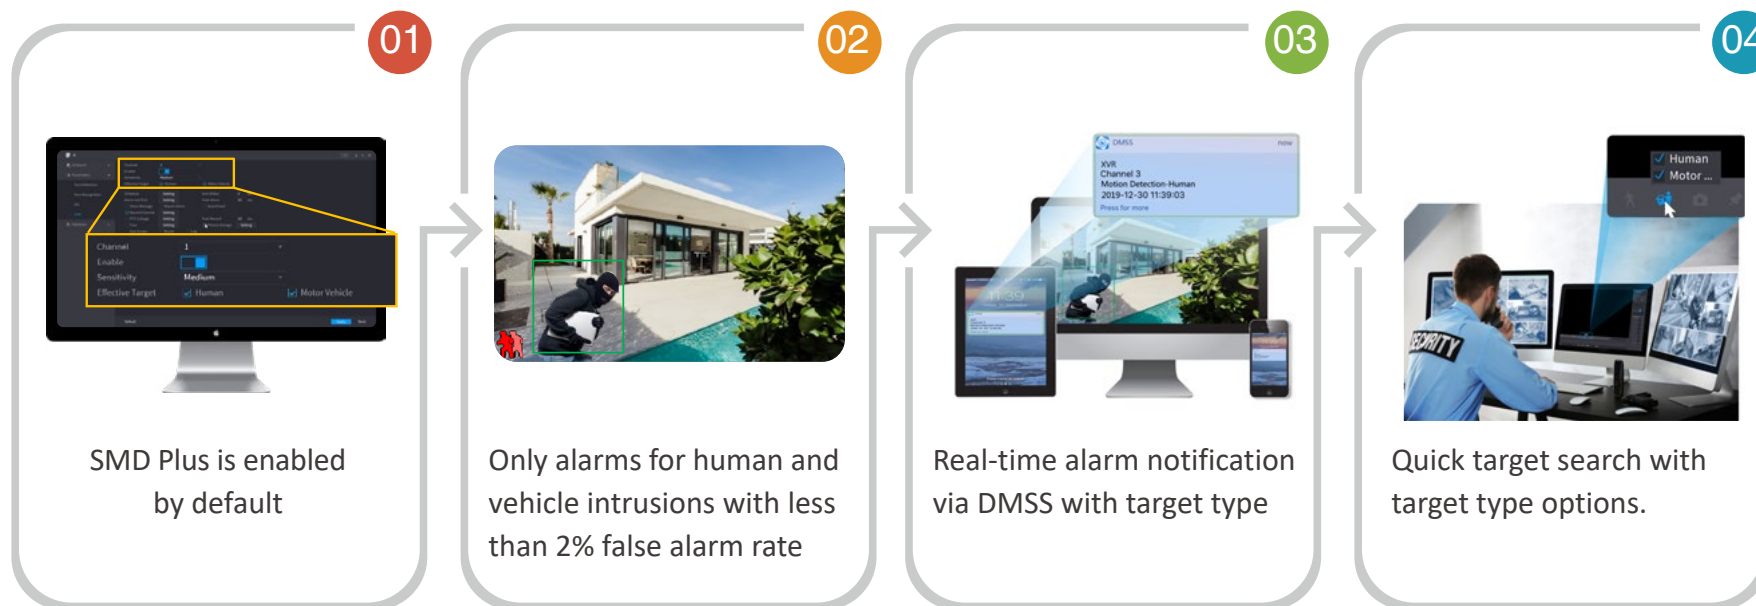 01
SMD Plus is enabled
by default
Channel 1
Enable
Sensitivity Medium
Effective Target Human Motor Vehicle
02
Only alarms for human and
vehicle intrusions with less
than 2% false alarm rate
03
DMSS now
XVR
Channel 3
Motion Detection-Human
2019-12-30 11:39:03
Press for more
11:39
Real-time alarm notification
via DMSS with target type
04
Human
Motor ...
SECURITY
Quick target search with
target type options.